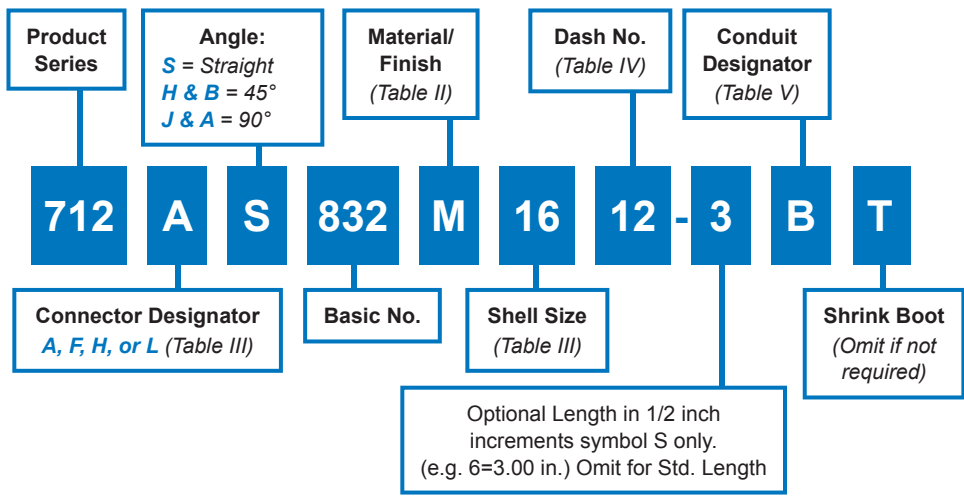 Product
Series
Angle:
S = Straight
H & B = 45°
J & A = 90°
Material/
Finish
(Table II)
Dash No.
(Table IV)
Conduit
Designator
(Table V)
712 A S 832 M 16 12 - 3 B T
Connector Designator
A, F, H, or L (Table III)
Basic No.
Shell Size
(Table III)
Shrink Boot
(Omit if not
required)
Optional Length in 1/2 inch
increments symbol S only.
(e.g. 6=3.00 in.) Omit for Std. Length